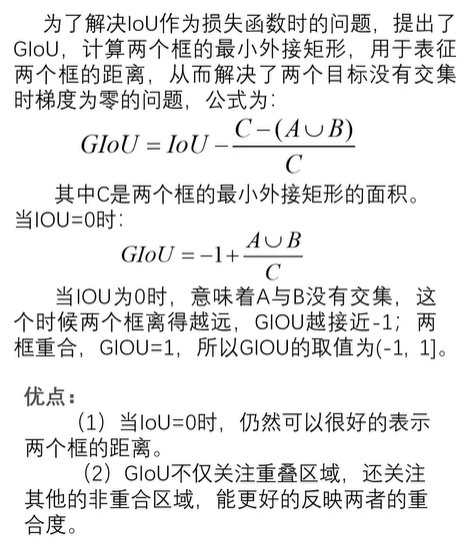 为了解决IoU作为损失函数时的问题，提出了
GIoU，计算两个框的最小外接矩形，用于表征
两个框的距离，从而解决了两个目标没有交集
时梯度为零的问题，公式为：
GIoU = IoU − \frac{C−(A∪B)}{C}
其中C是两个框的最小外接矩形的面积。
当IOU=0时：
GIoU = −1+ \frac{A∪B}{C}
当IOU为0时，意味着A与B没有交集，这
个时候两个框离得越远，GIOU越接近-1；两
框重合，GIOU=1，所以GIOU的取值为(-1, 1]。
优点：
（1）当IoU=0时，仍然可以很好的表示
两个框的距离。
（2）GIoU不仅关注重叠区域，还关注
其他的非重合区域，能更好的反映两者的重
合度。